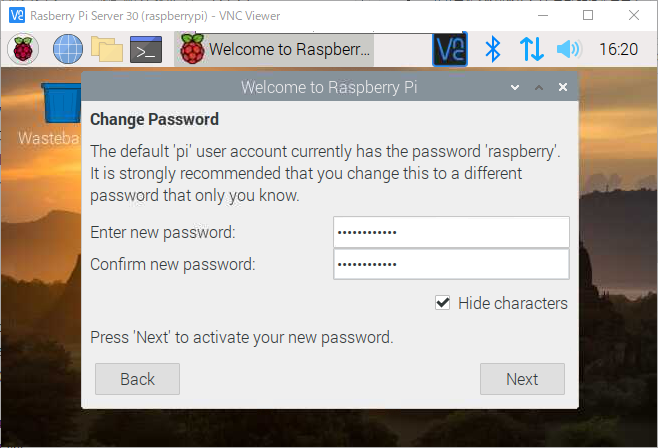 Rasberry Pi Server 30 (raspberrypi) - VNC Viewer
Welcome to Raspberr...
16:20
Welcome to Raspberry Pi
Wasteba
Change Password
The default 'pi' user account currently has the password 'raspberry'.
It is strongly recommended that you change this to a different
password that only you know.
Enter new password:
Confirm new password:
Hide characters
Press 'Next' to activate your new password.
Back
Next